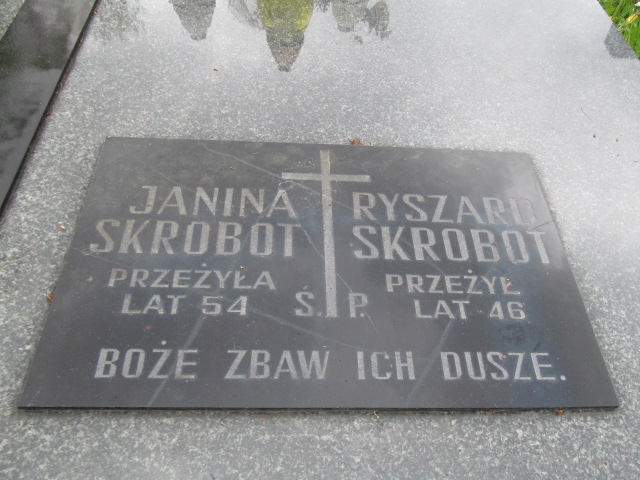 JANINA
SKROBOT
PRZEŻYŁA
LAT 54
Ś.P.
RYSZARD
SKROBOT
PRZEŻYŁ
LAT 46
BOŻE ZBAW ICH DUSZE.